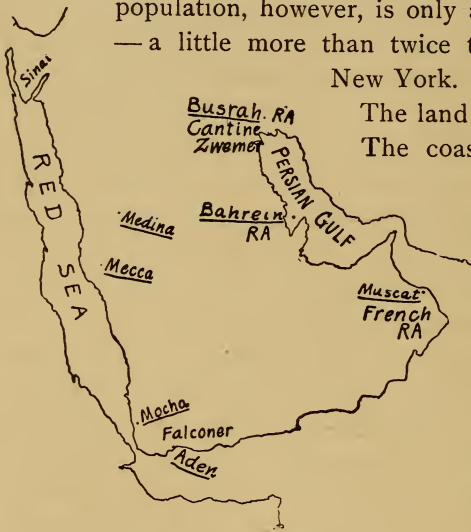 population, however, is only a
— a little more than twice t
New York.
The land
The coas
Sinai
RED SEA
Medina
Mecca
Busrah. RA
Cantine
Zwemer
PERSIAN GULF
Bahrein
RA
Muscat
French
RA
Mocha
Falconer
Aden